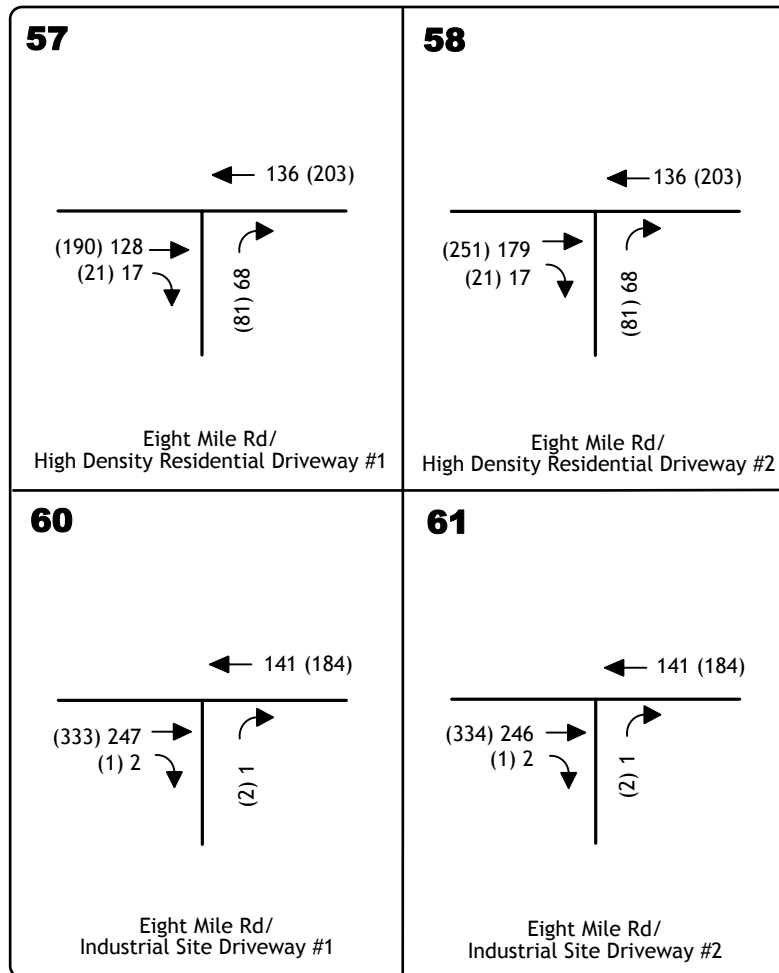 57
136 (203)
(190) 128
(21) 17
(81) 68
Eight Mile Rd/
High Density Residential Driveway #1
58
136 (203)
(251) 179
(21) 17
(81) 68
Eight Mile Rd/
High Density Residential Driveway #2
60
141 (184)
(333) 247
(1) 2
(2) 1
Eight Mile Rd/
Industrial Site Driveway #1
61
141 (184)
(334) 246
(1) 2
(2) 1
Eight Mile Rd/
Industrial Site Driveway #2